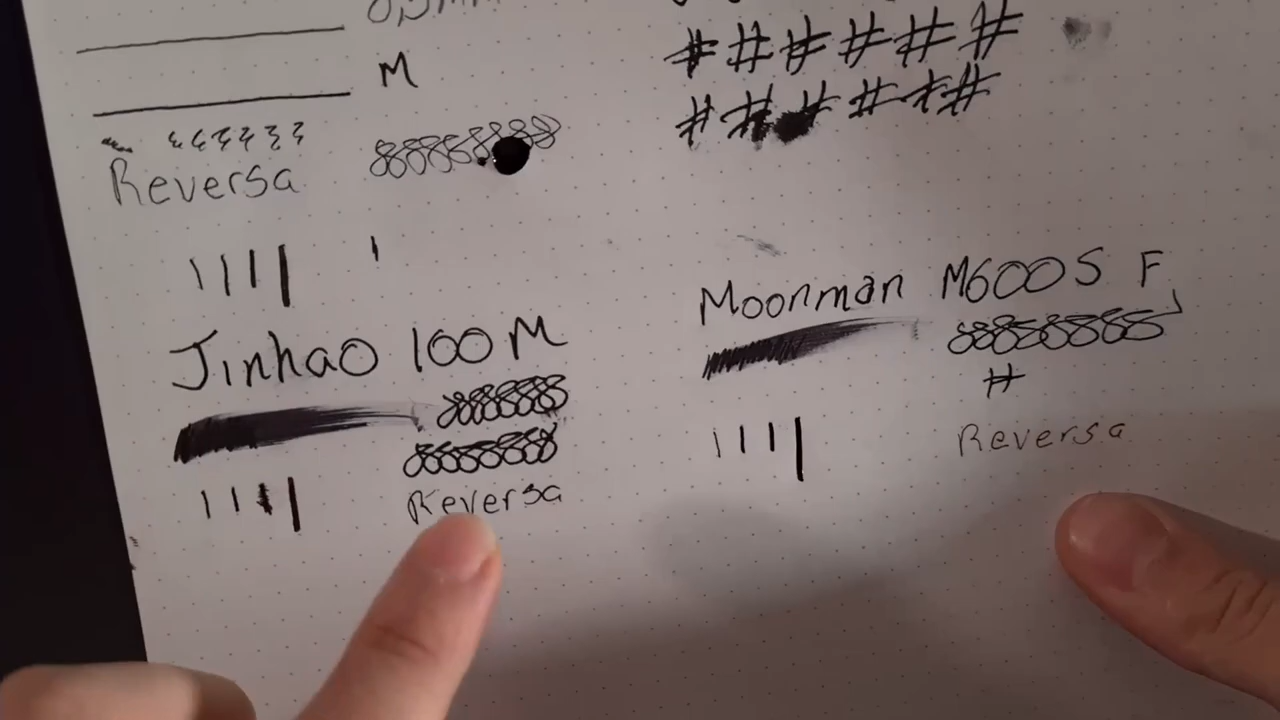 M
# # # # # #
# # # # # #
Reversa
Jinhao 100 M
Reversa
Moonman M600S F
#
Reversa